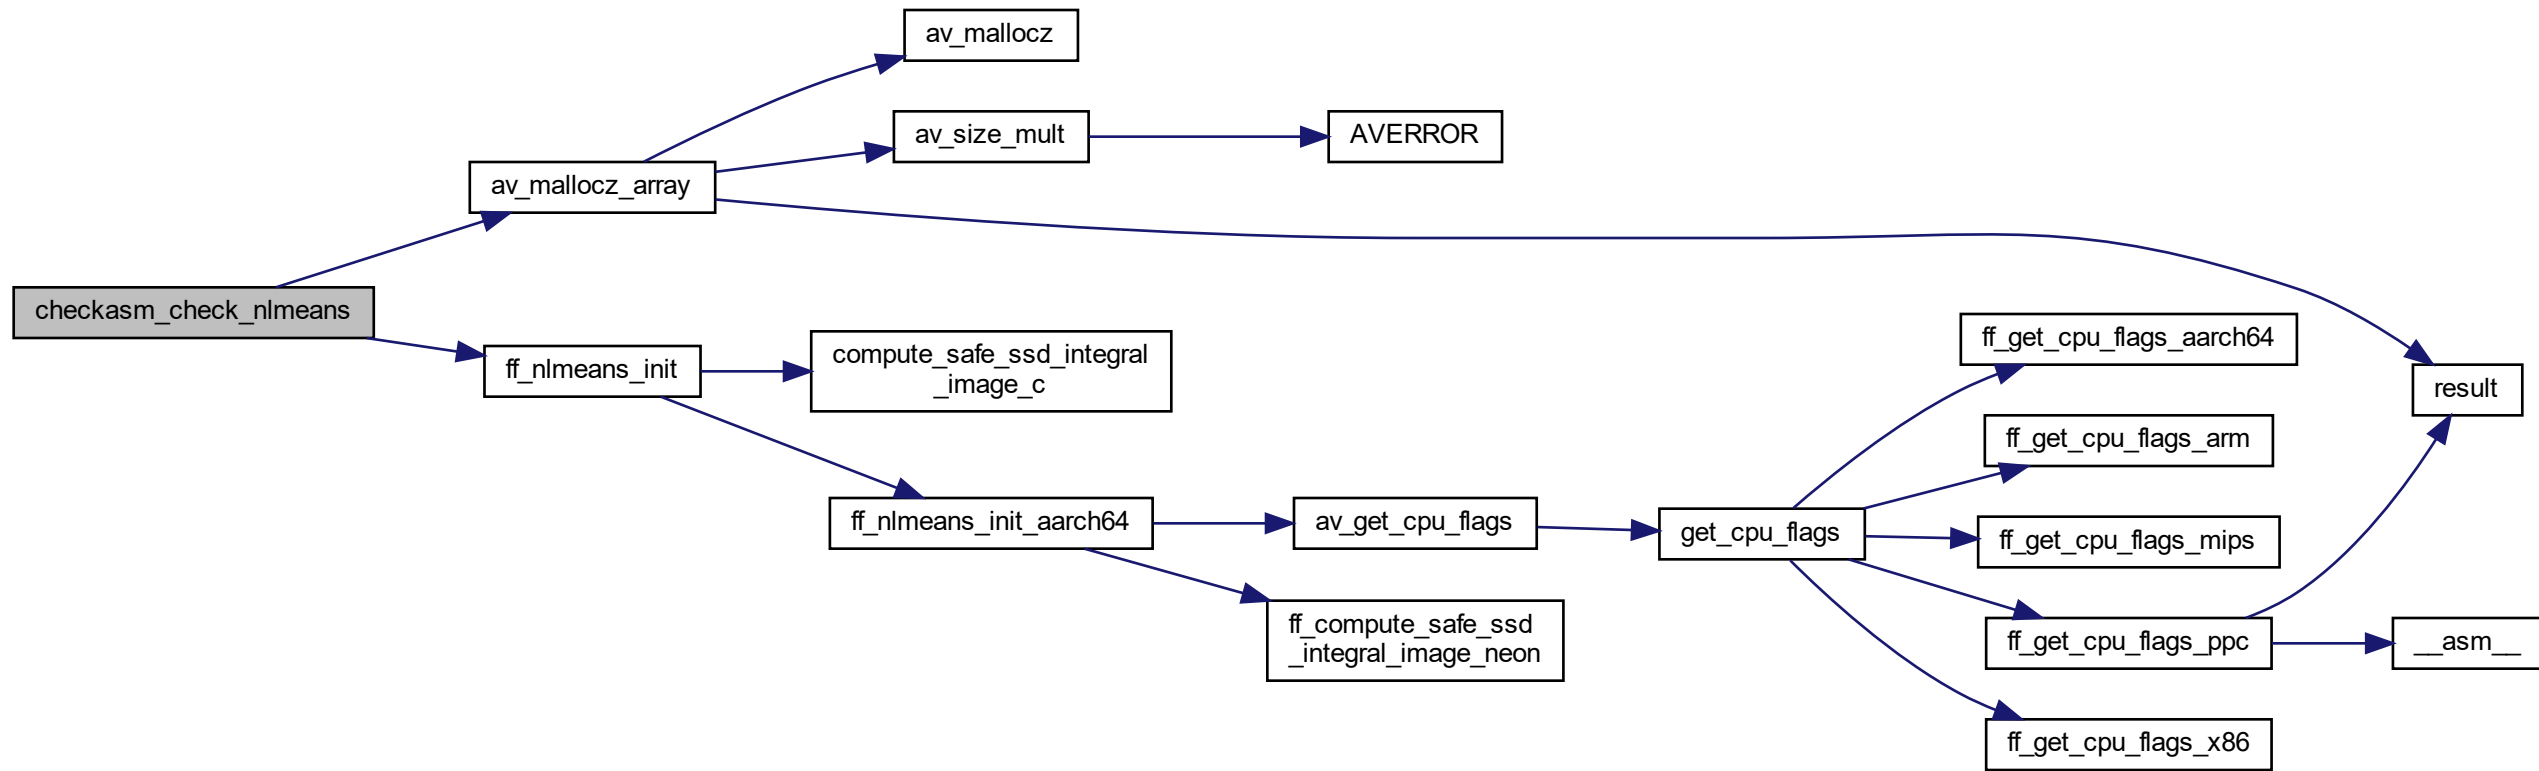 av_mallocz
av_size_mult
AVERROR
av_mallocz_array
checkasm_check_nlmeans
ff_nlmeans_init
compute_safe_ssd_integral
_image_c
ff_get_cpu_flags_aarch64
result
ff_get_cpu_flags_arm
ff_nlmeans_init_aarch64
av_get_cpu_flags
get_cpu_flags
ff_get_cpu_flags_mips
ff_compute_safe_ssd
_integral_image_neon
ff_get_cpu_flags_ppc
__asm__
ff_get_cpu_flags_x86